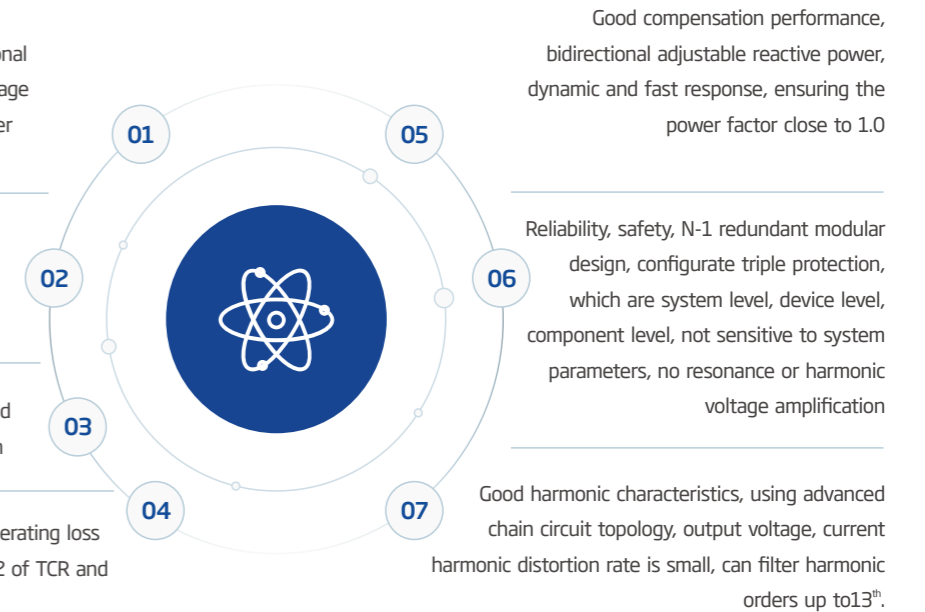 onal
age
er
01
02
d
n
03
04
erating loss
2 of TCR and
05
Good compensation performance,
bidirectional adjustable reactive power,
dynamic and fast response, ensuring the
power factor close to 1.0
06
Reliability, safety, N-1 redundant modular
design, configurate triple protection,
which are system level, device level,
component level, not sensitive to system
parameters, no resonance or harmonic
voltage amplification
07
Good harmonic characteristics, using advanced
chain circuit topology, output voltage, current
harmonic distortion rate is small, can filter harmonic
orders up to13th.